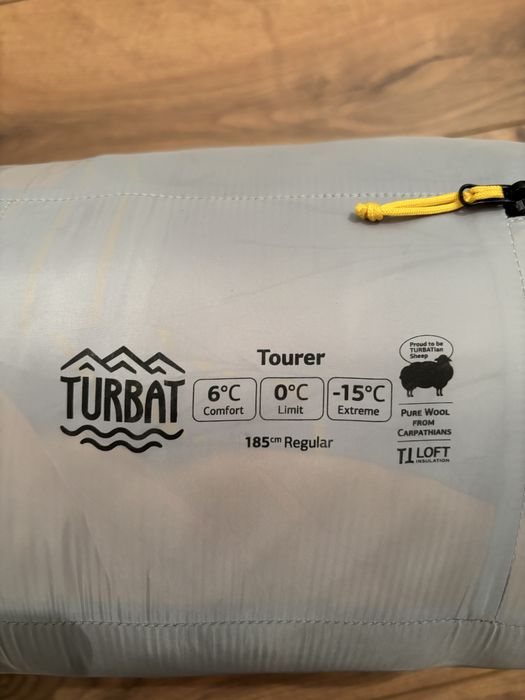 TURBAT
Tourer
6°C
Comfort
0°C
Limit
-15°C
Extreme
185cm Regular
Proud to be
TURBATian
Sheep
PURE WOOL
FROM
CARPATHIANS
T.I LOFT
INSULATION